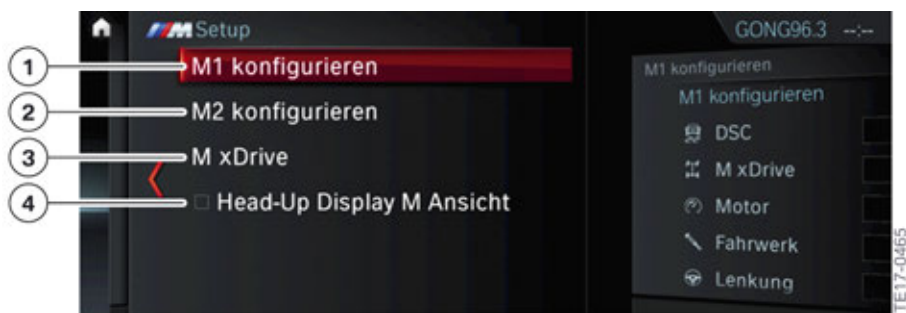 M Setup
GONG96.3 --:--
1 M1 konfigurieren
2 M2 konfigurieren
3 M xDrive
4 Head-Up Display M Ansicht
M1 konfigurieren
M1 konfigurieren
DSC
M xDrive
Motor
Fahrwerk
Lenkung
TE17-0465